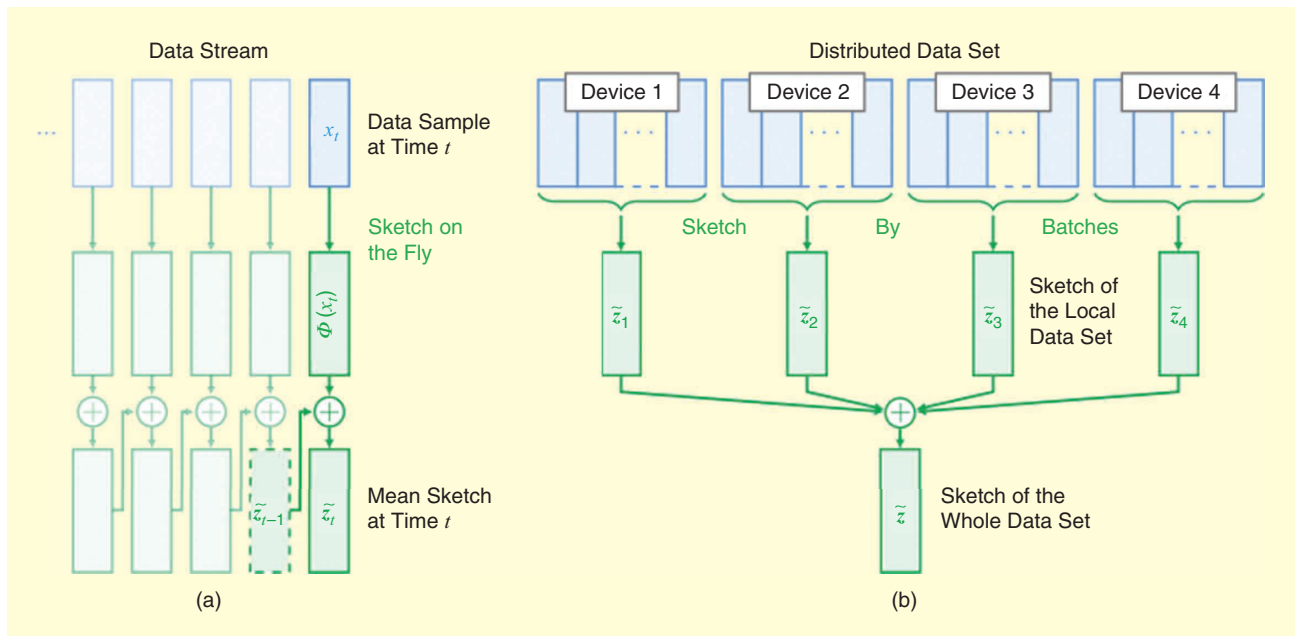 Data Stream
...
x_t
Data Sample
at Time t
Sketch on
the Fly
Φ(x_t)
z̃_{t–1}
z̃_t
Mean Sketch
at Time t
(a)
Distributed Data Set
Device 1
Device 2
Device 3
Device 4
... ... ... ...
Sketch By Batches
z̃_1
z̃_2
z̃_3
z̃_4
Sketch of
the Local
Data Set
z̃
Sketch of the
Whole Data Set
(b)